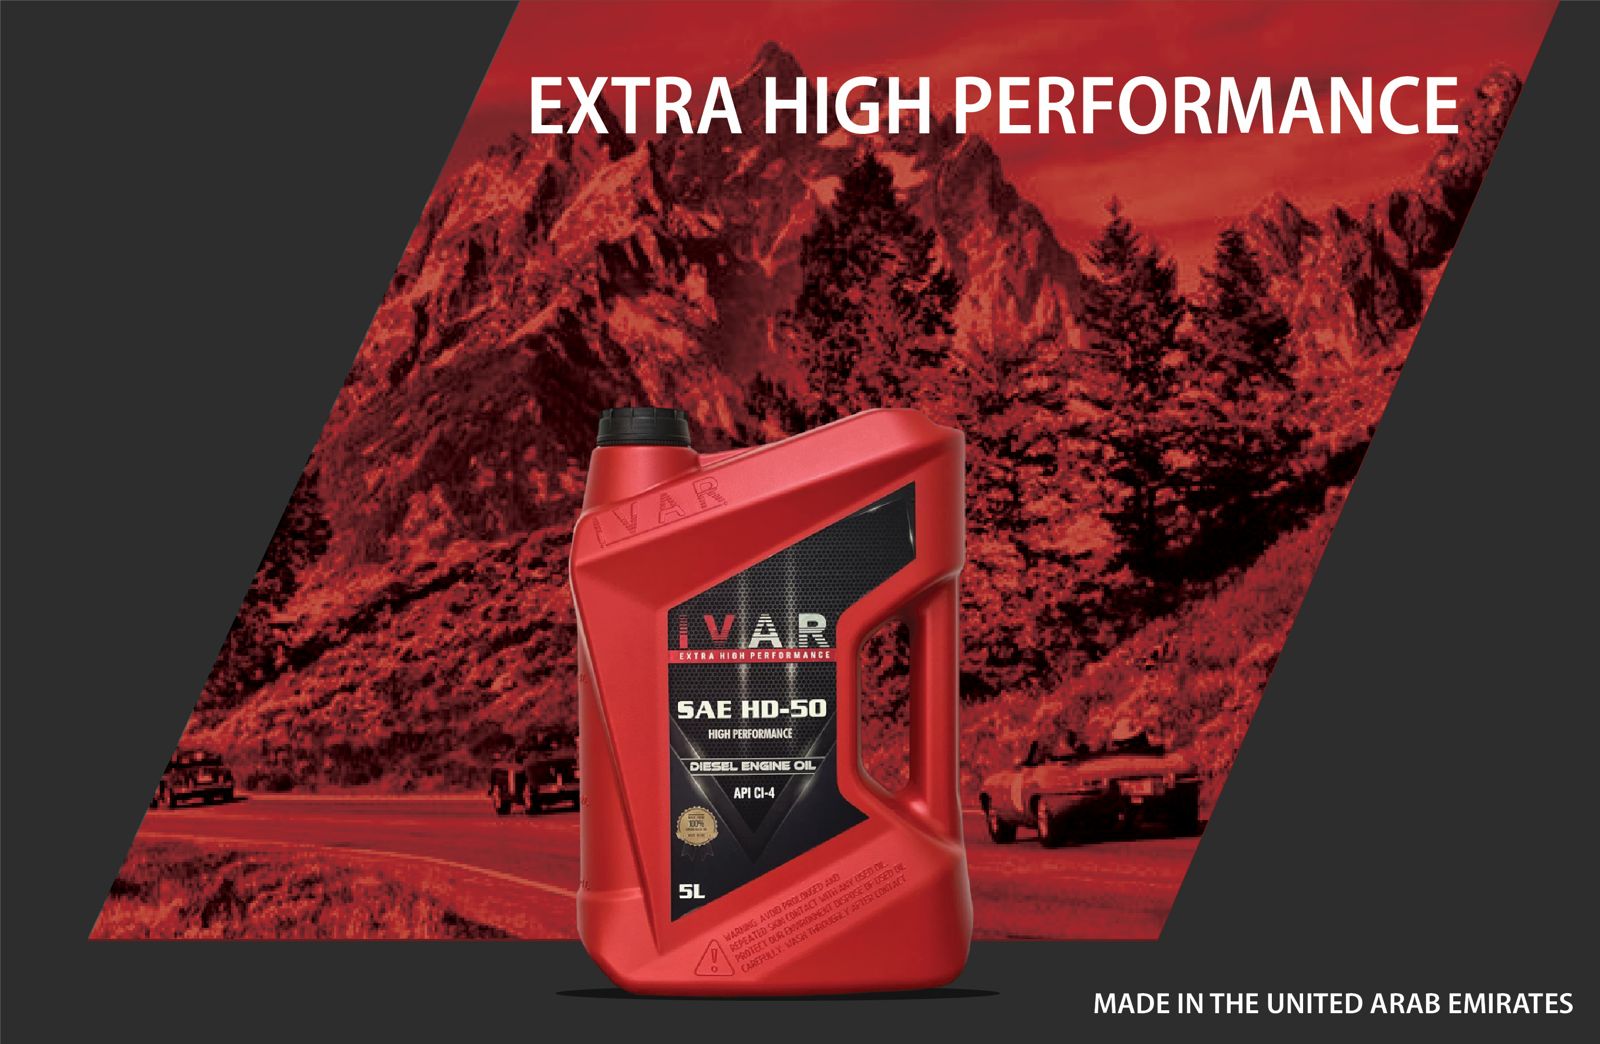 EXTRA HIGH PERFORMANCE
IVAR
IVAR
EXTRA HIGH PERFORMANCE
SAE HD-50
HIGH PERFORMANCE
DIESEL ENGINE OIL
API CI-4
100%
5L
WARNING: AVOID PROLONGED AND
REPEATED SKIN CONTACT WITH ANY USED OIL.
PROTECT OUR ENVIRONMENT DISPOSE OF USED OIL
CAREFULLY. WASH THROUGHLY AFTER CONTACT
MADE IN THE UNITED ARAB EMIRATES